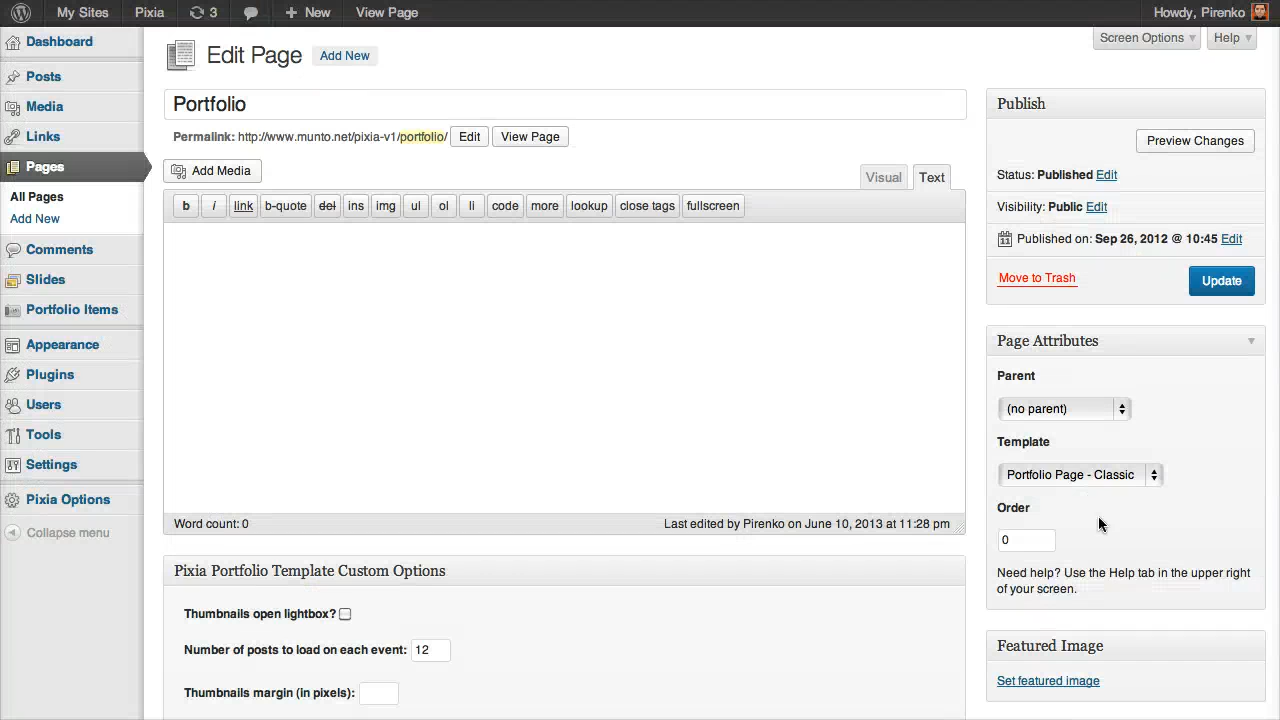 My Sites Pixia 3 New View Page Howdy, Pirenko
Dashboard
Posts
Media
Links
Pages
All Pages
Add New
Comments
Slides
Portfolio Items
Appearance
Plugins
Users
Tools
Settings
Pixia Options
Collapse menu
Screen Options Help
Edit Page Add New
Portfolio
Permalink: http://www.munto.net/pixia-v1/portfolio/ Edit View Page
Add Media
Visual Text
b i link b-quote del ins img ul ol li code more lookup close tags fullscreen
Word count: 0 Last edited by Pirenko on June 10, 2013 at 11:28 pm
Pixia Portfolio Template Custom Options
Thumbnails open lightbox?
Number of posts to load on each event: 12
Thumbnails margin (in pixels):
Publish
Preview Changes
Status: Published Edit
Visibility: Public Edit
11 Published on: Sep 26, 2012 @ 10:45 Edit
Move to Trash Update
Page Attributes
Parent
(no parent)
Template
Portfolio Page - Classic
Order
0
Need help? Use the Help tab in the upper right
of your screen.
Featured Image
Set featured image